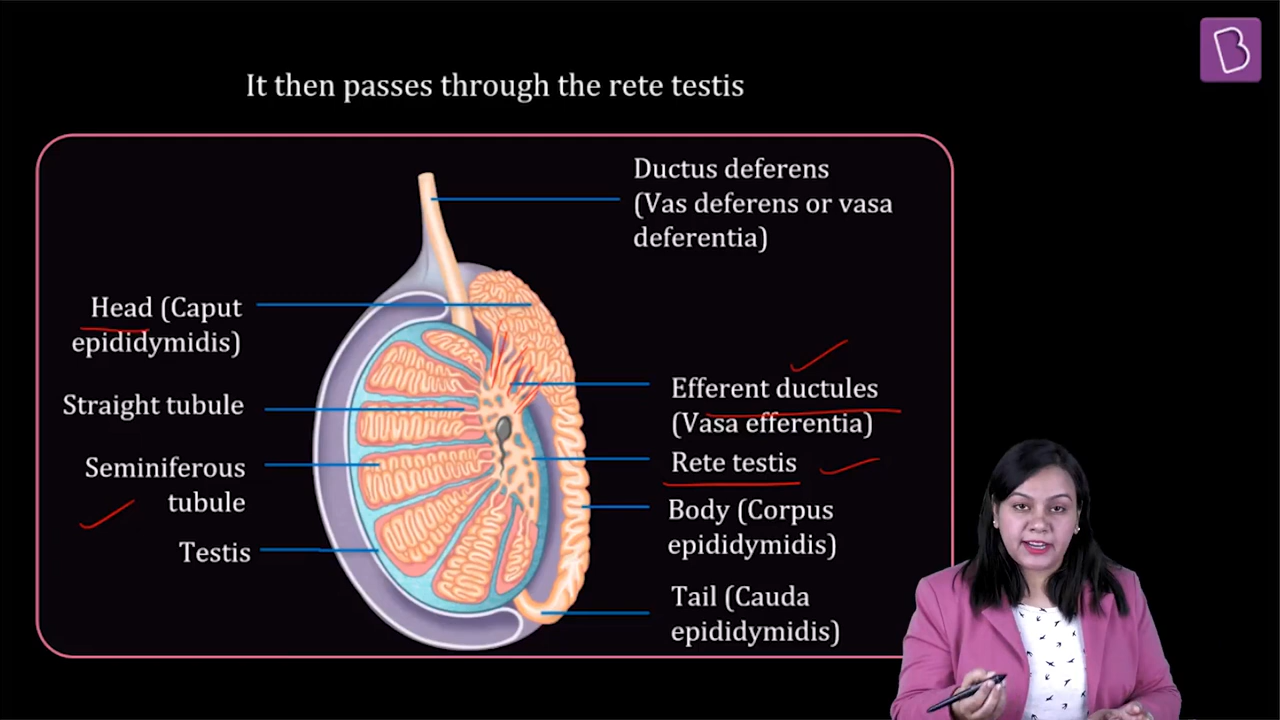 It then passes through the rete testis
Ductus deferens
(Vas deferens or vasa
deferentia)
Head (Caput
epididymidis)
Straight tubule
Seminiferous
tubule
Testis
Efferent ductules
(Vasa efferentia)
Rete testis
Body (Corpus
epididymidis)
Tail (Cauda
epididymidis)
B